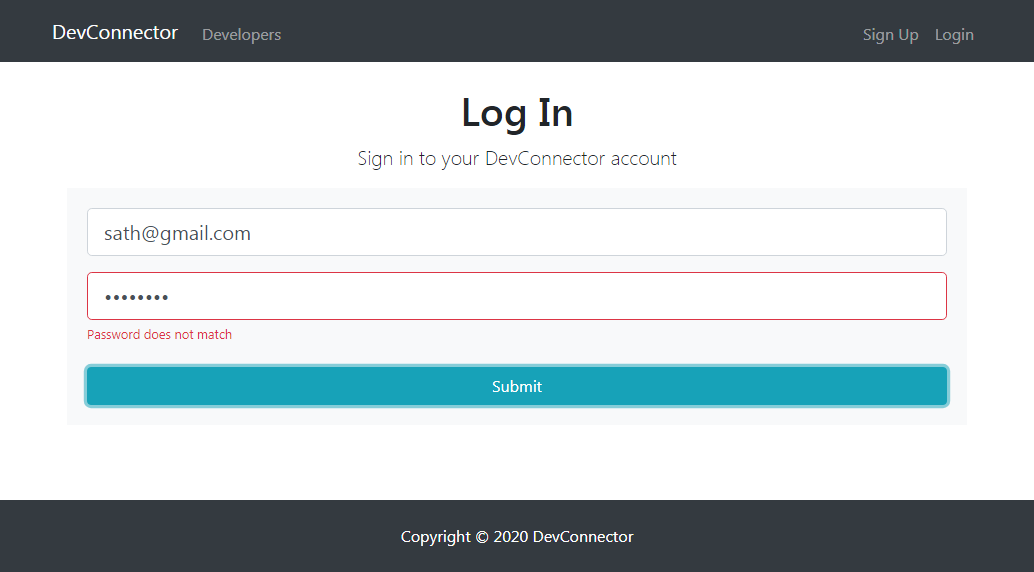 DevConnector Developers Sign Up Login
Log In
Sign in to your DevConnector account
sath@gmail.com
••••••••
Password does not match
Submit
Copyright © 2020 DevConnector